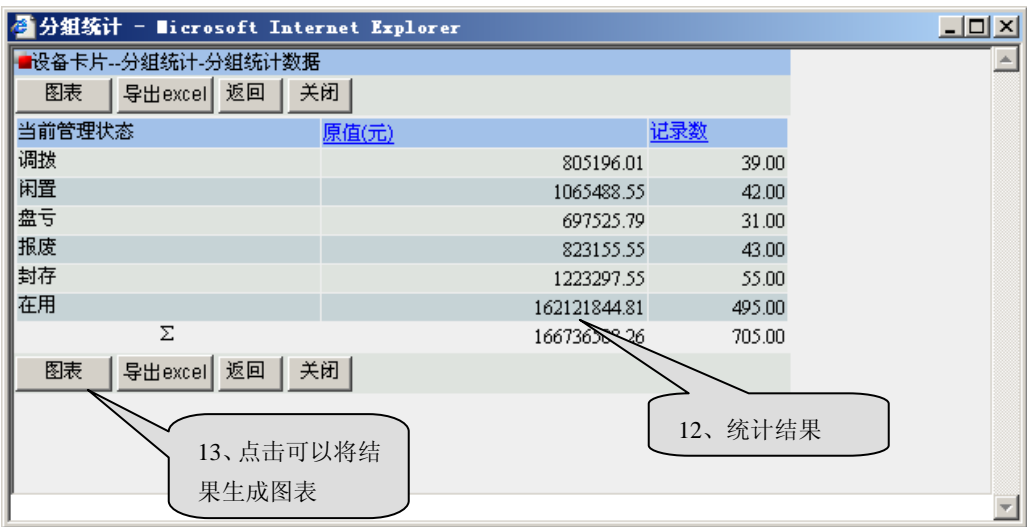 分组统计 - Microsoft Internet Explorer
设备卡片--分组统计-分组统计数据
图表 导出excel 返回 关闭
当前管理状态 原值(元) 记录数
调拨 805196.01 39.00
闲置 1065488.55 42.00
盘亏 697525.79 31.00
报废 823155.55 43.00
封存 1223297.55 55.00
在用 162121844.81 495.00
Σ 166736508.26 705.00
图表 导出excel 返回 关闭
12、统计结果
13、点击可以将结
果生成图表